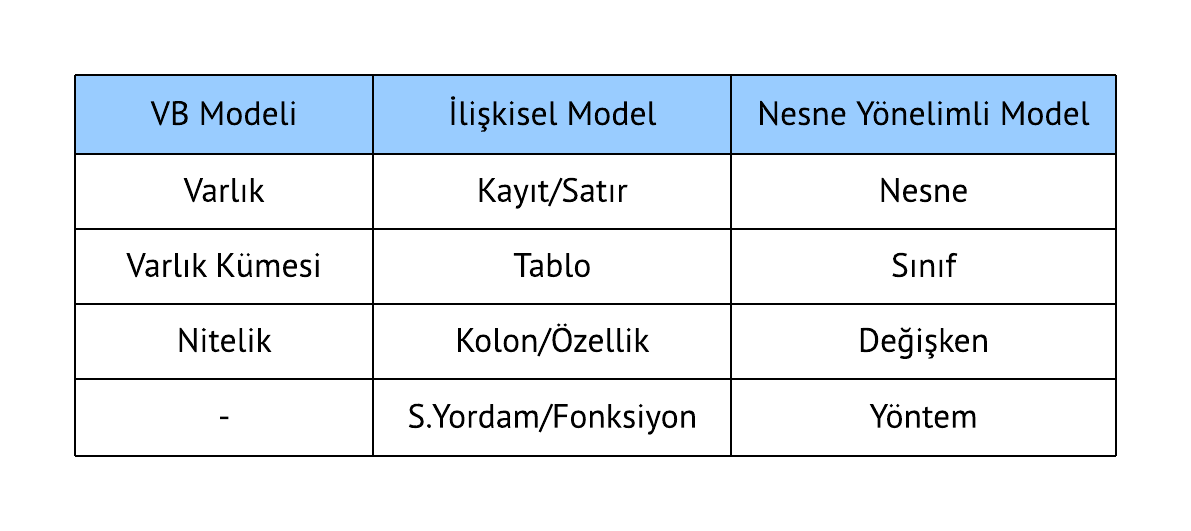 VB Modeli İlişkisel Model Nesne Yönelimli Model
Varlık Kayıt/Satır Nesne
Varlık Kümesi Tablo Sınıf
Nitelik Kolon/Özellik Değişken
- S.Yordam/Fonksiyon Yöntem